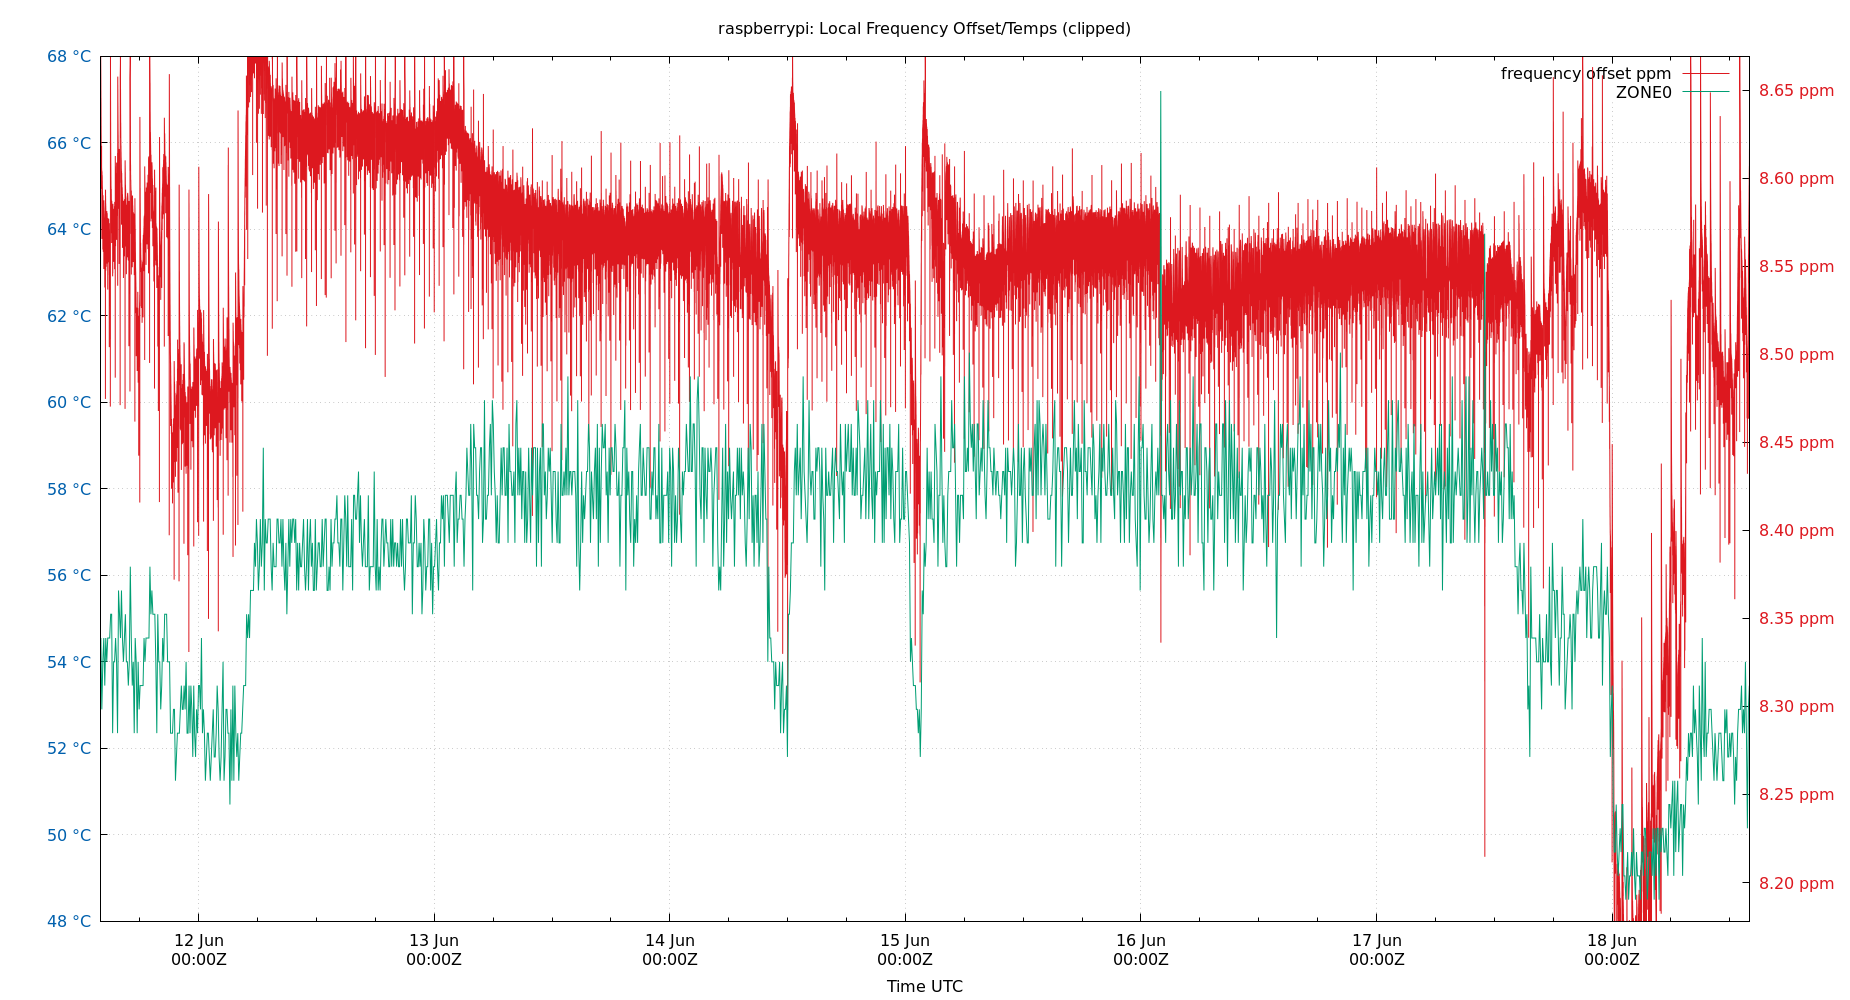 raspberrypi: Local Frequency Offset/Temps (clipped)
frequency offset ppm
ZONE0
68 °C
66 °C
64 °C
62 °C
60 °C
58 °C
56 °C
54 °C
52 °C
50 °C
48 °C
8.65 ppm
8.60 ppm
8.55 ppm
8.50 ppm
8.45 ppm
8.40 ppm
8.35 ppm
8.30 ppm
8.25 ppm
8.20 ppm
12 Jun 13 Jun 14 Jun 15 Jun 16 Jun 17 Jun 18 Jun
00:00Z 00:00Z 00:00Z 00:00Z 00:00Z 00:00Z 00:00Z
Time UTC